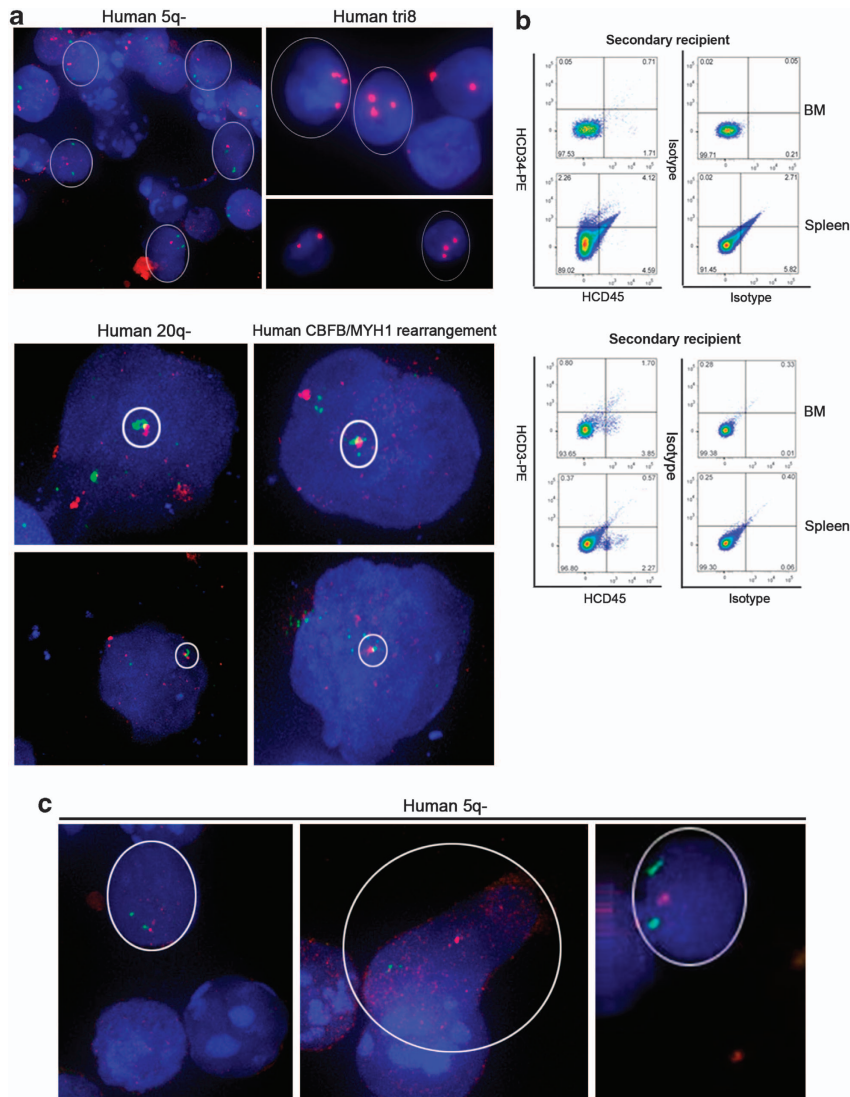 a
Human 5q-
Human tri8
Human 20q-
Human CBFB/MYH1 rearrangement
b
Secondary recipient
HCD34-PE
0.05 0.71
97.53 1.71
Isotype
0.02 0.05
99.71 0.21
BM
2.26 4.12
89.02 4.59
0.02 2.71
91.45 5.82
Spleen
HCD45
Isotype
Secondary recipient
HCD3-PE
0.80 1.70
93.65 3.85
Isotype
0.28 0.33
99.38 0.01
BM
0.37 0.57
96.80 2.27
0.25 0.40
99.30 0.06
Spleen
HCD45
Isotype
c
Human 5q-